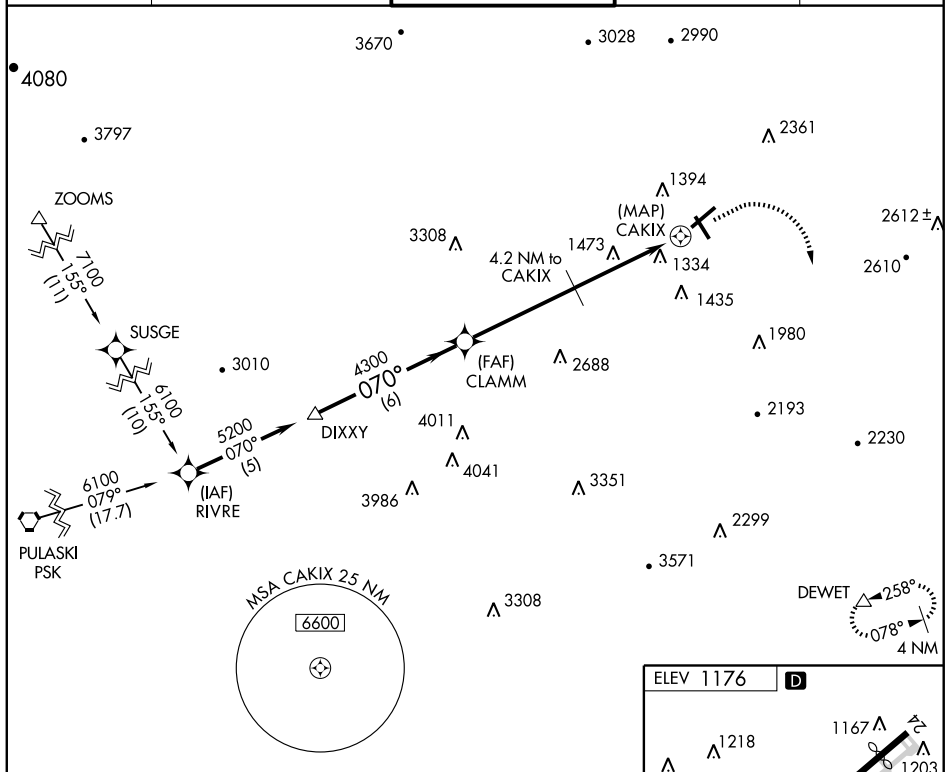 3670
3028
2990
4080
3797
2361
ZOOMS
1394
(MAP)
CAKIX
2612 ±
3308
1473
4.2 NM to
CAKIX
1334
2610
7100
155°
(11)
1435
SUSGE
1980
3010
4300
070°
(6)
(FAF)
CLAMM
2688
6100
155°
(10)
DIXXY
2193
5200
070°
(5)
4011
2230
4041
3986
3351
(IAF)
RIVRE
6100
079°
(17.7)
2299
PULASKI
PSK
3571
MSA CAKIX 25 NM
6600
3308
DEWET
258°
078°
4 NM
ELEV 1176
D
1167
24
1218
1203